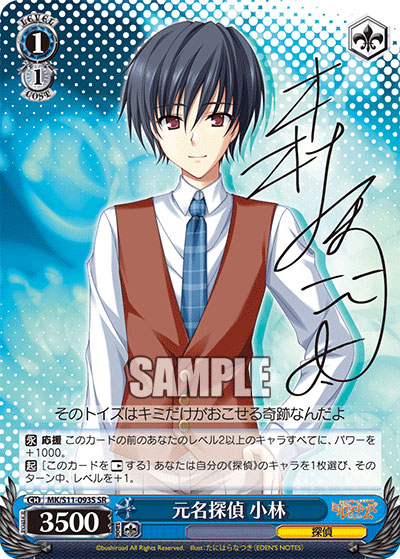 LEVEL
1
1
COST
SAMPLE
そのトイズはキミだけがおこせる奇跡なんだよ
永 応援 このカードの前のあなたのレベル2以上のキャラすべてに、パワーを
+1000。
起 [このカードを する] あなたは自分の《探偵》のキャラを1枚選び、そのター
ン中、レベルを+1。
CH MK/S11-093S SR
元名探偵 小林
3500
POWER
探偵
©bushiroad All Rights Reserved. Illust：たにはらなつき（EDEN'S NOTES）